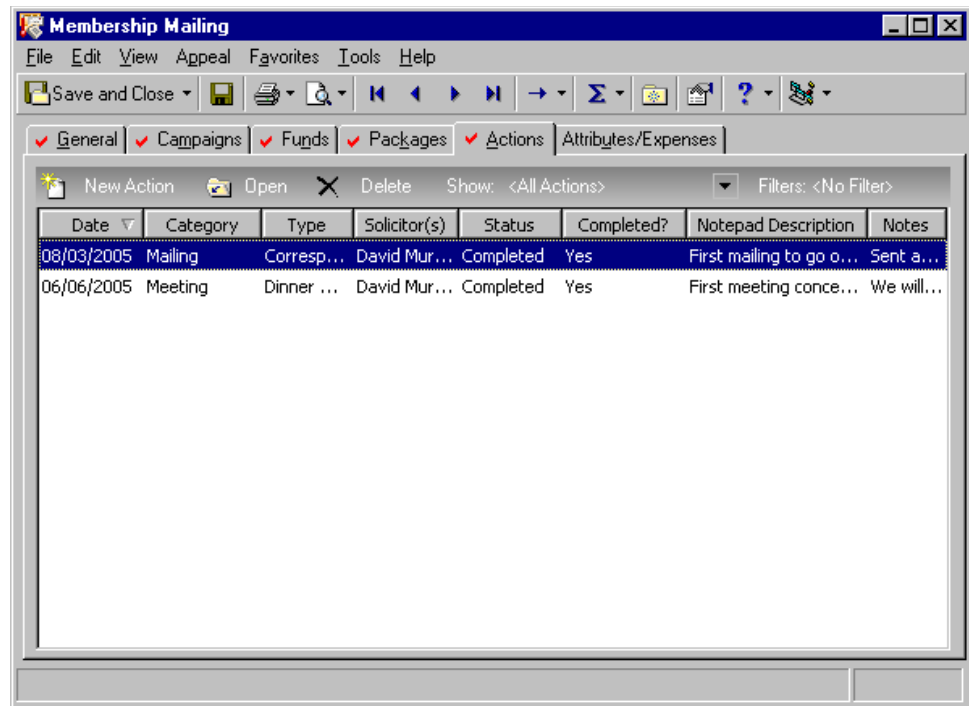 Membership Mailing
File Edit View Appeal Favorites Tools Help
Save and Close Σ ?
General Campaigns Funds Packages Actions Attributes/Expenses
New Action Open Delete Show: <All Actions> Filters: <No Filter>
Date Category Type Solicitor(s) Status Completed? Notepad Description Notes
08/03/2005 Mailing Corresp... David Mur... Completed Yes First mailing to go o... Sent a...
06/06/2005 Meeting Dinner ... David Mur... Completed Yes First meeting conce... We will...